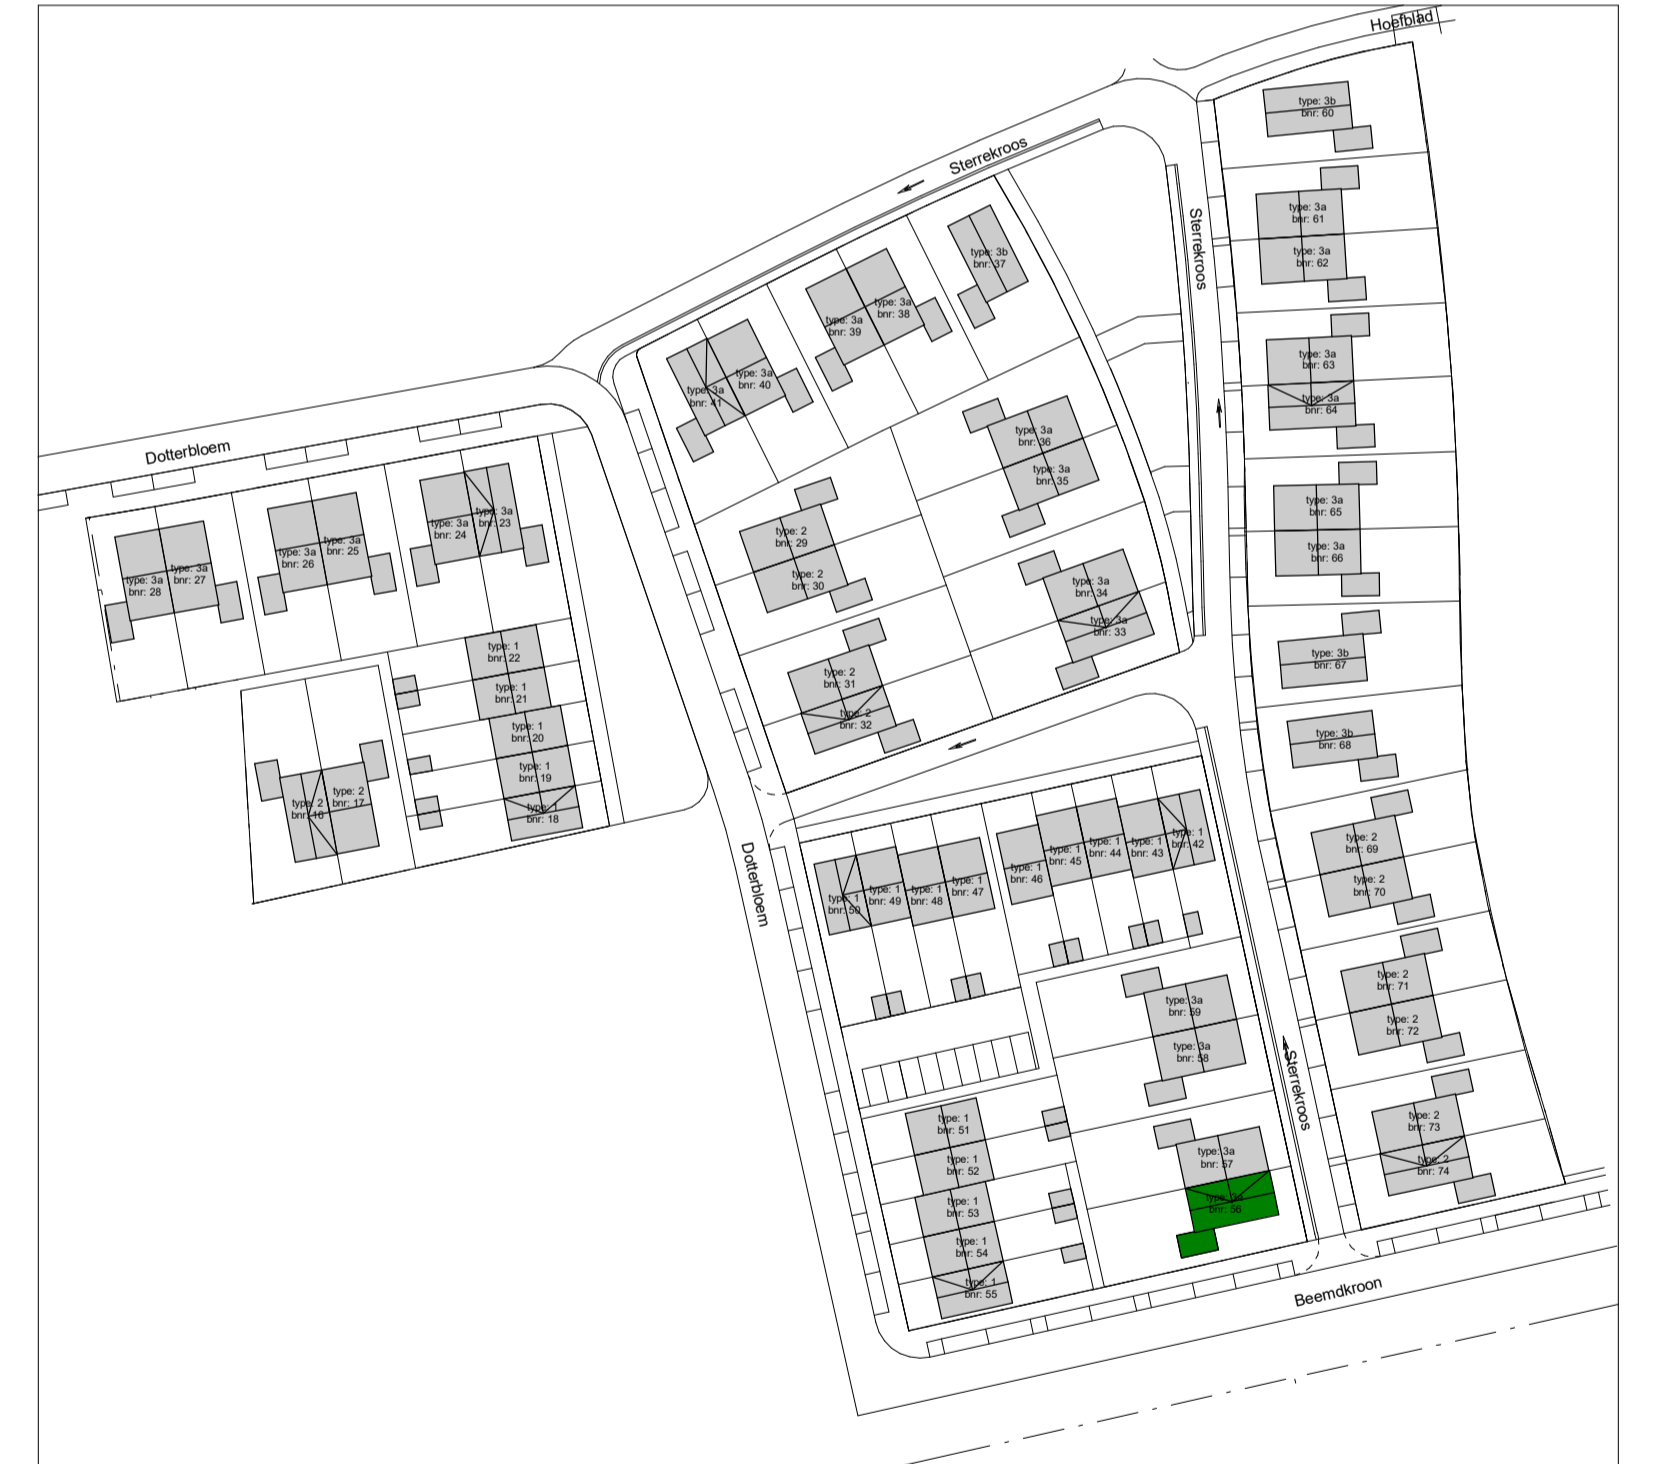 Hoefblad
Sterrekroos
Sterrekroos
Dotterbloem
type: 3b
bnr: 60
type: 3a
bnr: 61
type: 3a
bnr: 62
type: 3a
bnr: 63
type: 3a
bnr: 64
type: 3a
bnr: 65
type: 3a
bnr: 66
type: 3b
bnr: 67
type: 3b
bnr: 68
type: 2
bnr: 69
type: 2
bnr: 70
type: 2
bnr: 71
type: 2
bnr: 72
type: 2
bnr: 73
type: 2
bnr: 74
type: 3b
bnr: 37
type: 3a
bnr: 38
type: 3a
bnr: 39
type: 3a
bnr: 40
type: 3a
bnr: 41
type: 3a
bnr: 36
type: 3a
bnr: 35
type: 3a
bnr: 34
type: 3a
bnr: 33
type: 2
bnr: 29
type: 2
bnr: 30
type: 2
bnr: 31
type: 2
bnr: 32
type: 3a
bnr: 23
type: 3a
bnr: 24
type: 3a
bnr: 25
type: 3a
bnr: 26
type: 3a
bnr: 27
type: 3a
bnr: 28
type: 1
bnr: 22
type: 1
bnr: 21
type: 1
bnr: 20
type: 1
bnr: 19
type: 1
bnr: 18
type: 2
bnr: 17
type: 2
bnr: 16
Dotterbloem
type: 1
bnr: 42
type: 1
bnr: 43
type: 1
bnr: 44
type: 1
bnr: 45
type: 1
bnr: 46
type: 1
bnr: 47
type: 1
bnr: 48
type: 1
bnr: 49
type: 1
bnr: 50
type: 3a
bnr: 59
type: 3a
bnr: 58
type: 3a
bnr: 57
type: 3a
bnr: 56
type: 1
bnr: 51
type: 1
bnr: 52
type: 1
bnr: 53
type: 1
bnr: 54
type: 1
bnr: 55
Sterrekroos
Beemdkroon